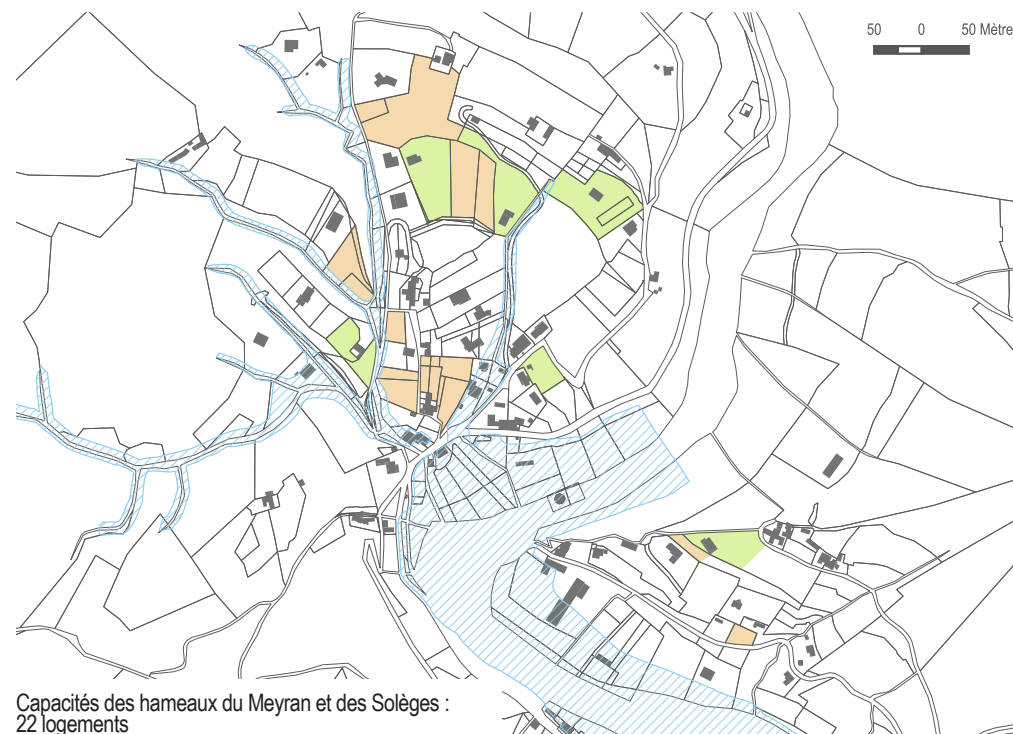 50 0 50 Mètre
Capacités des hameaux du Meyran et des Solèges :
22 logements